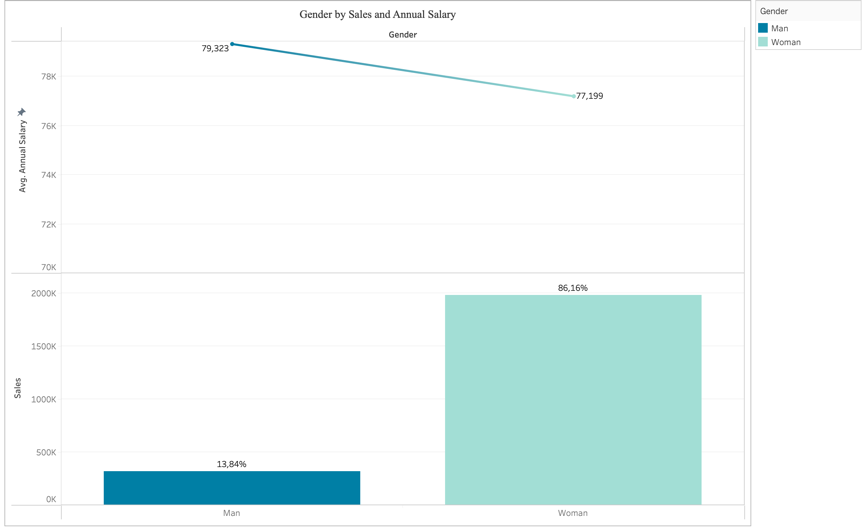 Gender by Sales and Annual Salary
Gender
Gender
Man
Woman
Avg. Annual Salary
78K
76K
74K
72K
70K
79,323
77,199
Sales
2000K
1500K
1000K
500K
0K
13,84%
86,16%
Man
Woman